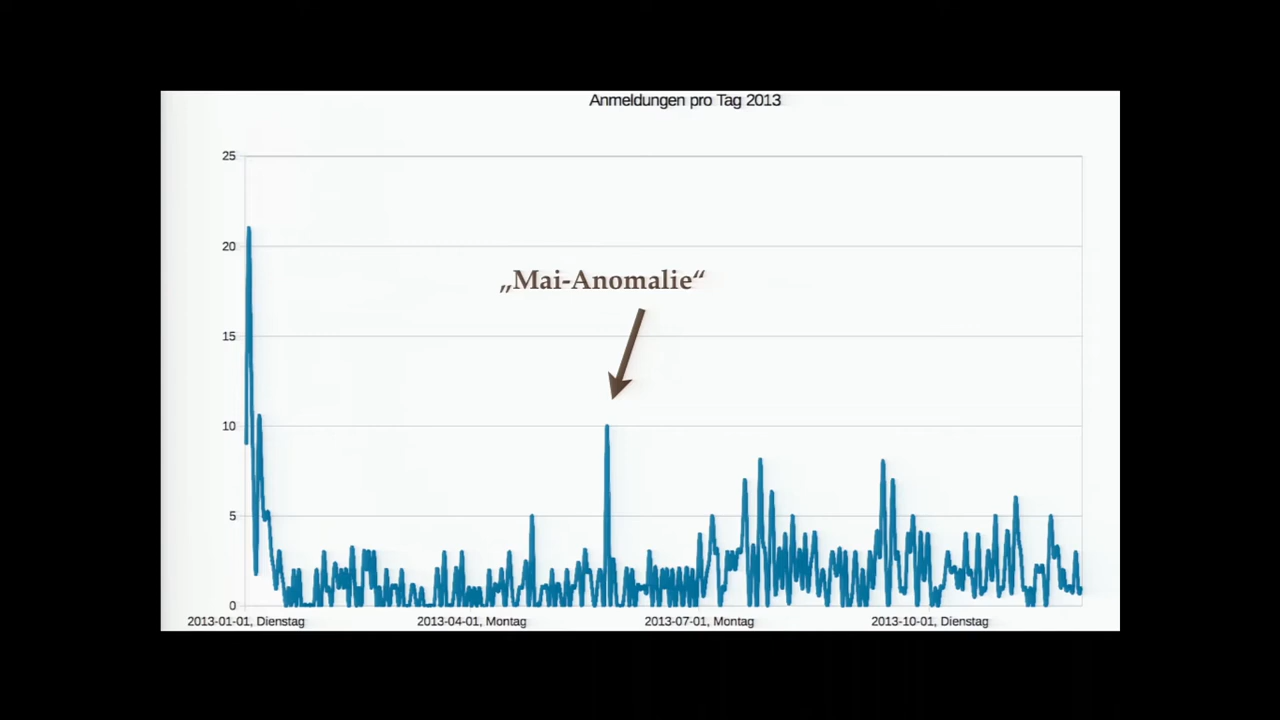 Anmeldungen pro Tag 2013
25
20
„Mai-Anomalie“
15
10
5
0
2013-01-01, Dienstag
2013-04-01, Montag
2013-07-01, Montag
2013-10-01, Dienstag